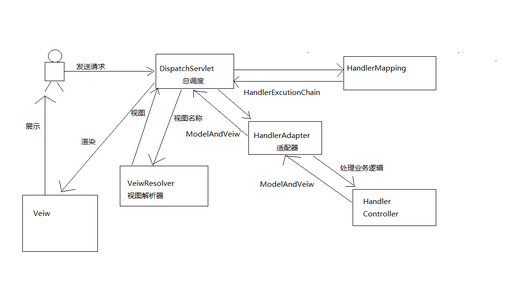 发送请求
DispatchServlet
总调度
HandlerMapping
HandlerExcutionChain
展示
渲染
视图
视图名称
ModelAndVeiw
HandlerAdapter
适配器
VeiwResolver
视图解析器
处理业务逻辑
ModelAndVeiw
Handler
Controller
Veiw